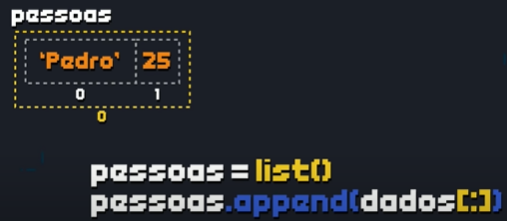 pessoas
'Pedro' 25
0 1
0
pessoas = list()
pessoas.append(dados[:])